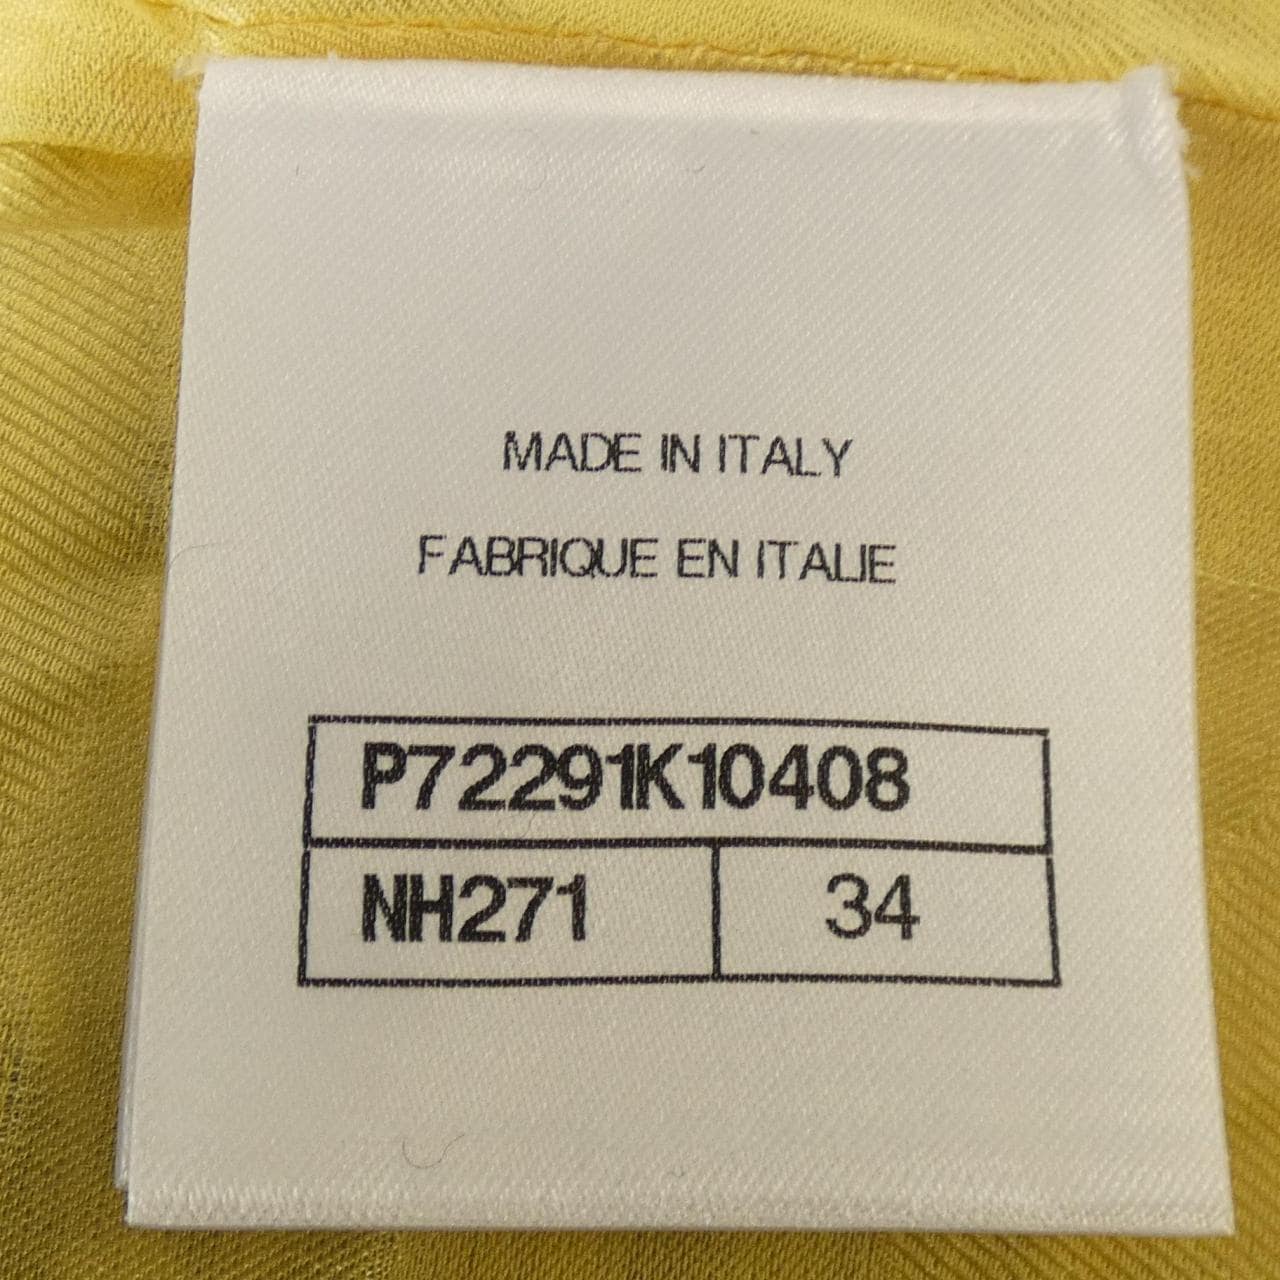 MADE IN ITALY
FABRIQUE EN ITALIE
P72291K10408
NH271 34